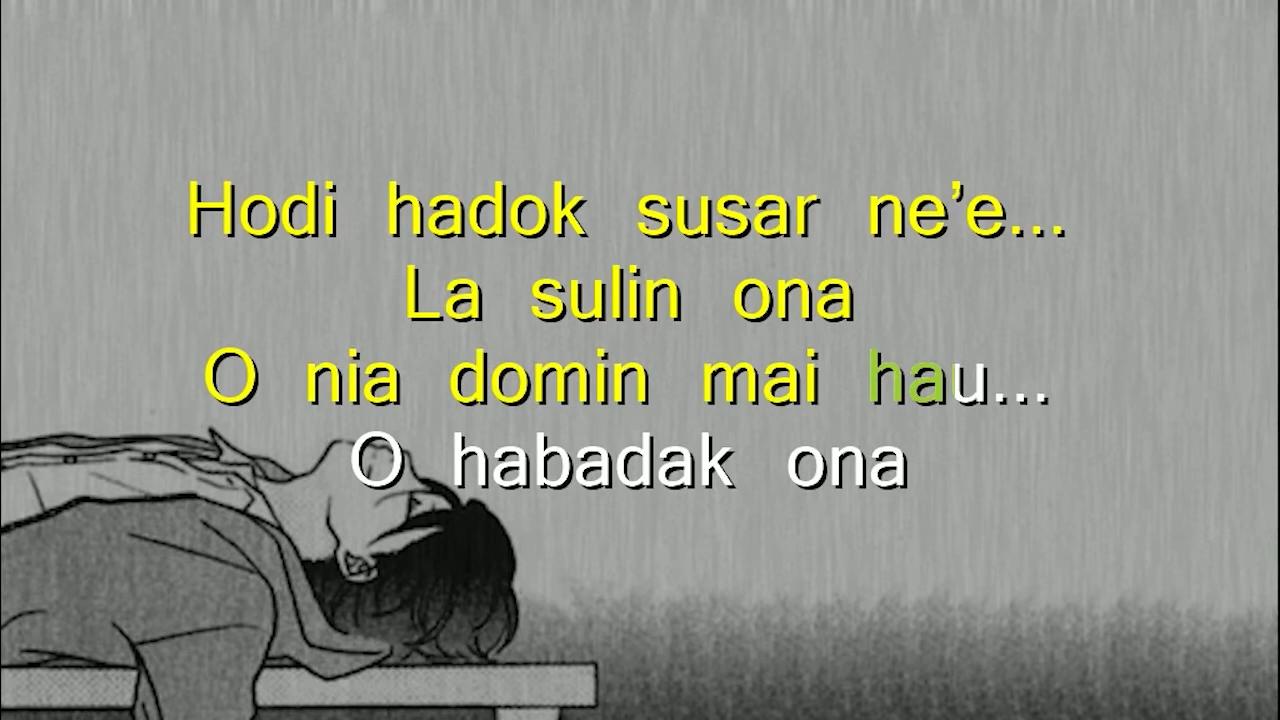 Hodi hadok susar ne’e...
La sulin ona
O nia domin mai hau...
O habadak ona